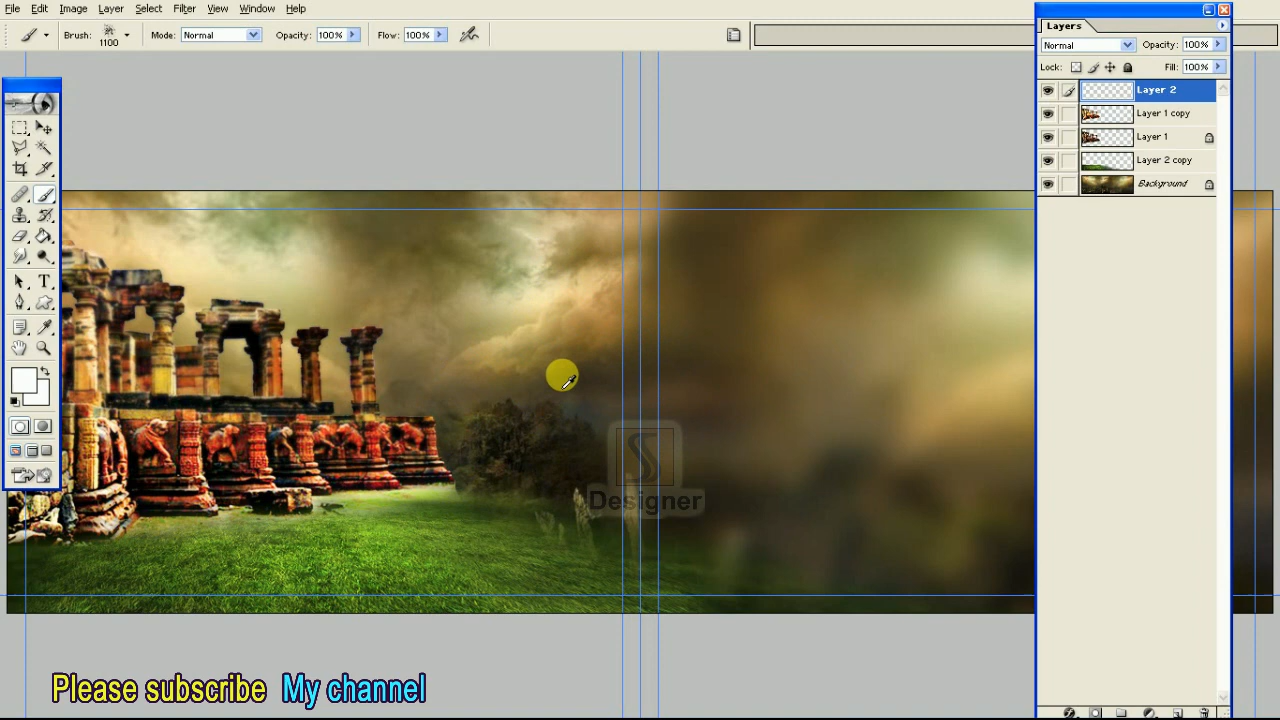 File Edit Image Layer Select Filter View Window Help
Brush: 1100 Mode: Normal Opacity: 100% Flow: 100%
Layers
Normal Opacity: 100%
Lock: Fill: 100%
Layer 2
Layer 1 copy
Layer 1
Layer 2 copy
Background
S
Designer
Please subscribe My channel